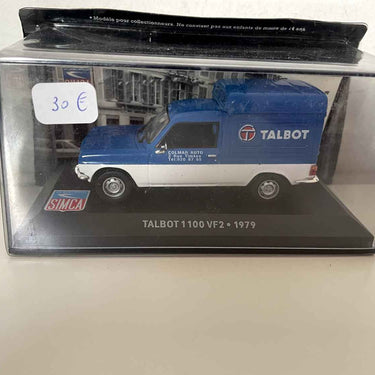 • Modèle pour collectionneurs. Ne convient pas aux enfants de moins de 14 ans
SIMCA
30 €
T TALBOT
COLMAR AUTO
SIMCA
TALBOT 1100 VF2 • 1979